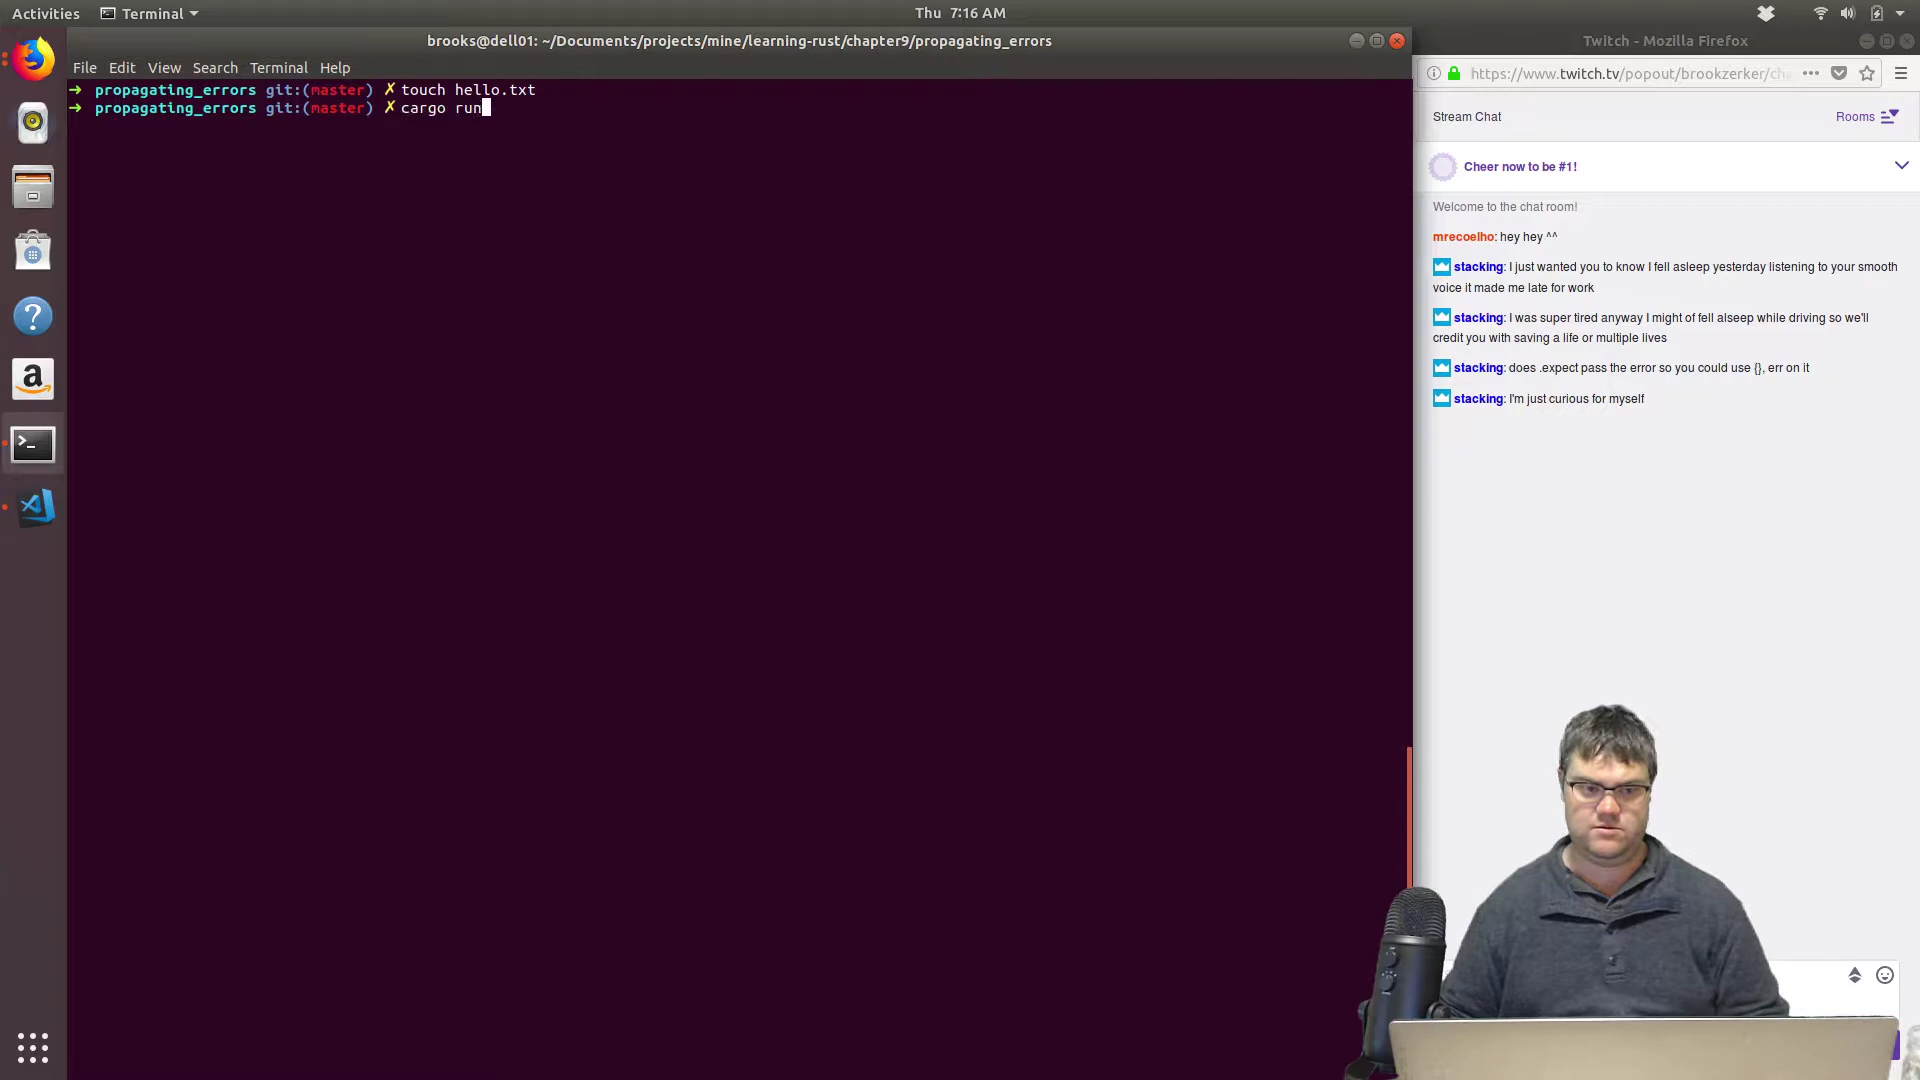 Activities Terminal Thu 7:16 AM
brooks@dell01: ~/Documents/projects/mine/learning-rust/chapter9/propagating_errors
File Edit View Search Terminal Help
➜ propagating_errors git:(master) ✗ touch hello.txt
➜ propagating_errors git:(master) ✗ cargo run
Twitch - Mozilla Firefox
https://www.twitch.tv/popout/brookzerker/cha
Stream Chat Rooms
Cheer now to be #1!
Welcome to the chat room!
mrecoelho: hey hey ^^
stacking: I just wanted you to know I fell asleep yesterday listening to your smooth
voice it made me late for work
stacking: I was super tired anyway I might of fell alseep while driving so we'll
credit you with saving a life or multiple lives
stacking: does .expect pass the error so you could use {}, err on it
stacking: I'm just curious for myself